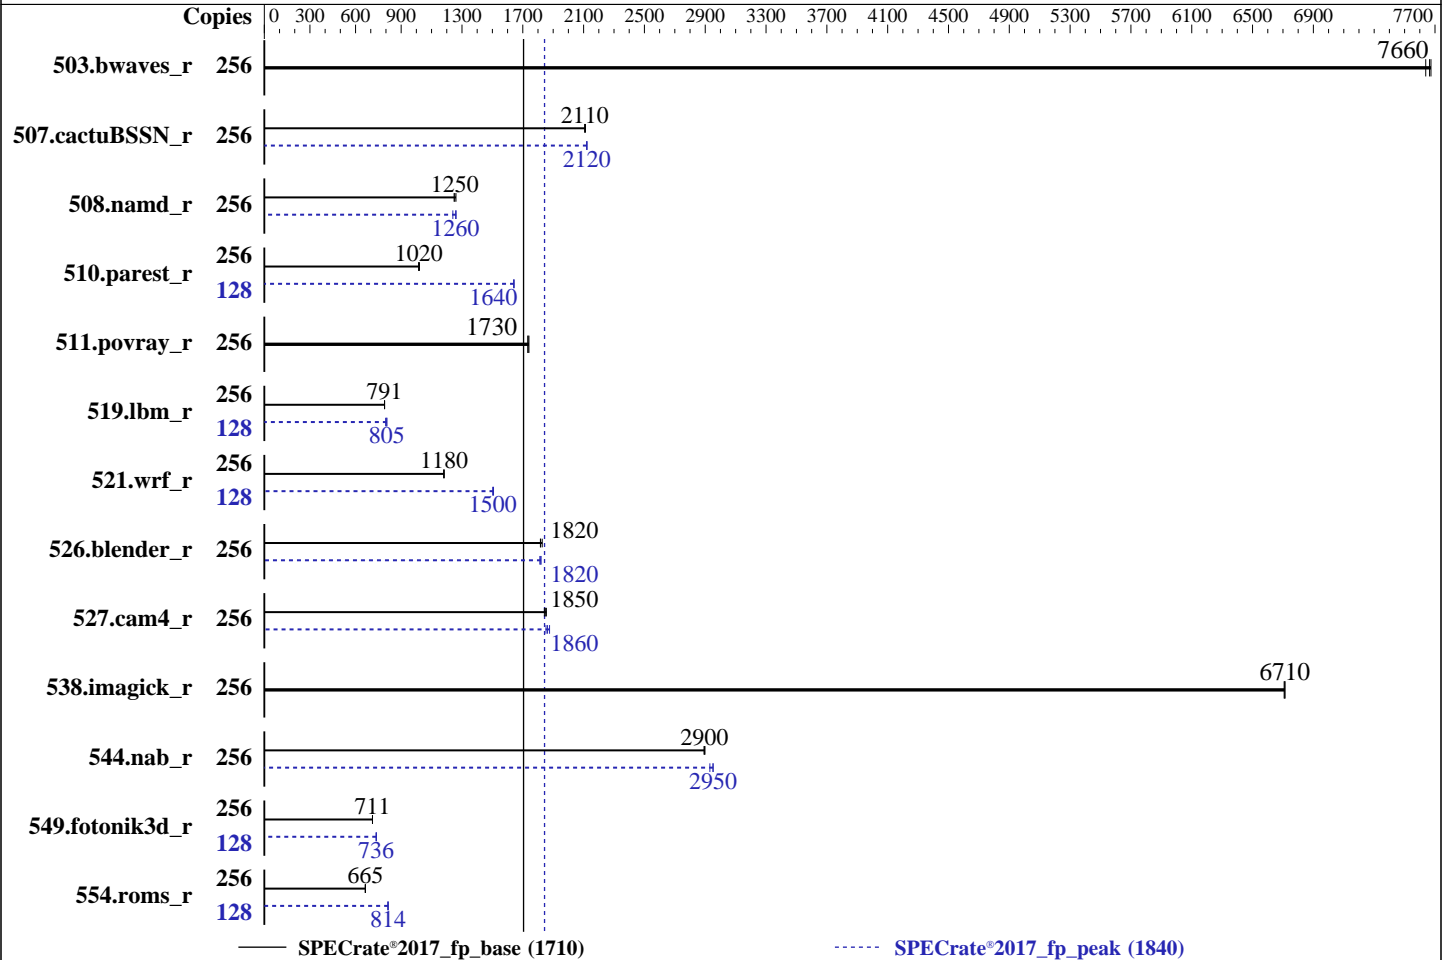 Copies 0 300 600 900 1300 1700 2100 2500 2900 3300 3700 4100 4500 4900 5300 5700 6100 6500 6900 7700
503.bwaves_r 256 7660
507.cactuBSSN_r 256 2110
2120
508.namd_r 256 1250
1260
510.parest_r 256 1020
128 1640
511.povray_r 256 1730
519.lbm_r 256 791
128 805
521.wrf_r 256 1180
128 1500
526.blender_r 256 1820
1820
527.cam4_r 256 1850
1860
538.imagick_r 256 6710
544.nab_r 256 2900
2950
549.fotonik3d_r 256 711
128 736
554.roms_r 256 665
128 814
SPECrate®2017_fp_base (1710) SPECrate®2017_fp_peak (1840)